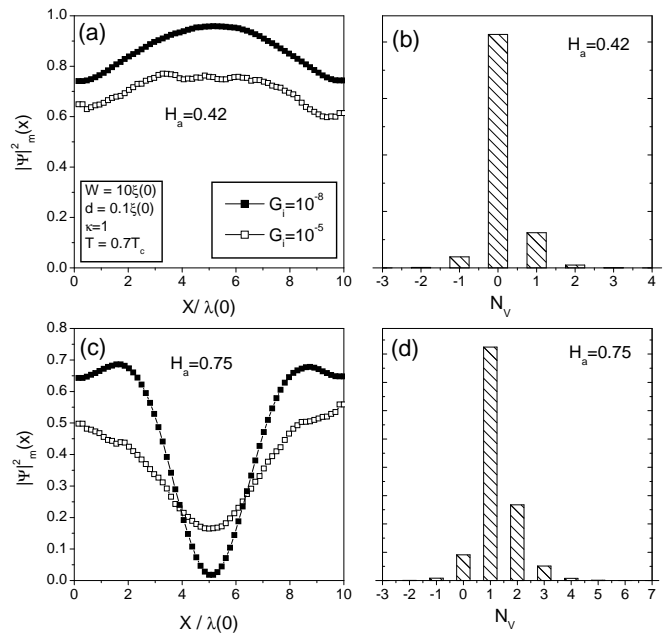 (a)
1.0
0.8
0.6
0.4
0.2
0.0
|Ψ|²ₘ(x)
Hₐ=0.42
W = 10ξ(0)
d = 0.1ξ(0)
κ=1
T = 0.7T꜀
Gᵢ=10⁻⁸
Gᵢ=10⁻⁵
0 2 4 6 8 10
X/ λ(0)
(b)
Hₐ=0.42
-3 -2 -1 0 1 2 3 4
Nᵥ
(c)
0.8
0.7
0.6
0.5
0.4
0.3
0.2
0.1
0.0
|Ψ|²ₘ(x)
Hₐ=0.75
0 2 4 6 8 10
X / λ(0)
(d)
Hₐ=0.75
-3 -2 -1 0 1 2 3 4 5 6 7
Nᵥ